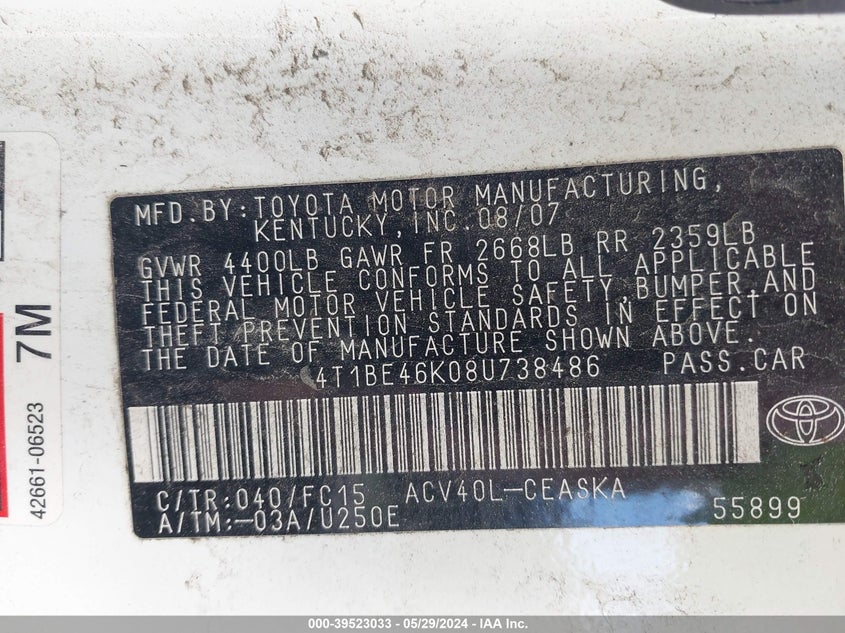 MFD.BY:TOYOTA MOTOR MANUFACTURING,
KENTUCKY,INC.08/07
GVWR 4400LB GAWR FR 2668LB RR 2359LB
THIS VEHICLE CONFORMS TO ALL APPLICABLE
FEDERAL MOTOR VEHICLE SAFETY,BUMPER,AND
THEFT PREVENTION STANDARDS IN EFFECT ON
THE DATE OF MANUFACTURE SHOWN ABOVE.
4T1BE46K08U738486 PASS.CAR
C/TR:040/FC15 ACV40L-CEASKA
A/TM:-03A/U250E 55899
7M
42661-06523
000-39523033 - 05/29/2024 - IAA Inc.